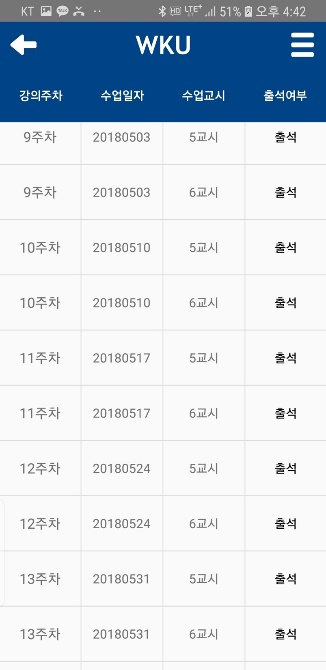 KT ·· HD LTE+ 51% 오후 4:42
WKU
강의주차 수업일자 수업교시 출석여부
9주차 20180503 5교시 출석
9주차 20180503 6교시 출석
10주차 20180510 5교시 출석
10주차 20180510 6교시 출석
11주차 20180517 5교시 출석
11주차 20180517 6교시 출석
12주차 20180524 5교시 출석
12주차 20180524 6교시 출석
13주차 20180531 5교시 출석
13주차 20180531 6교시 출석